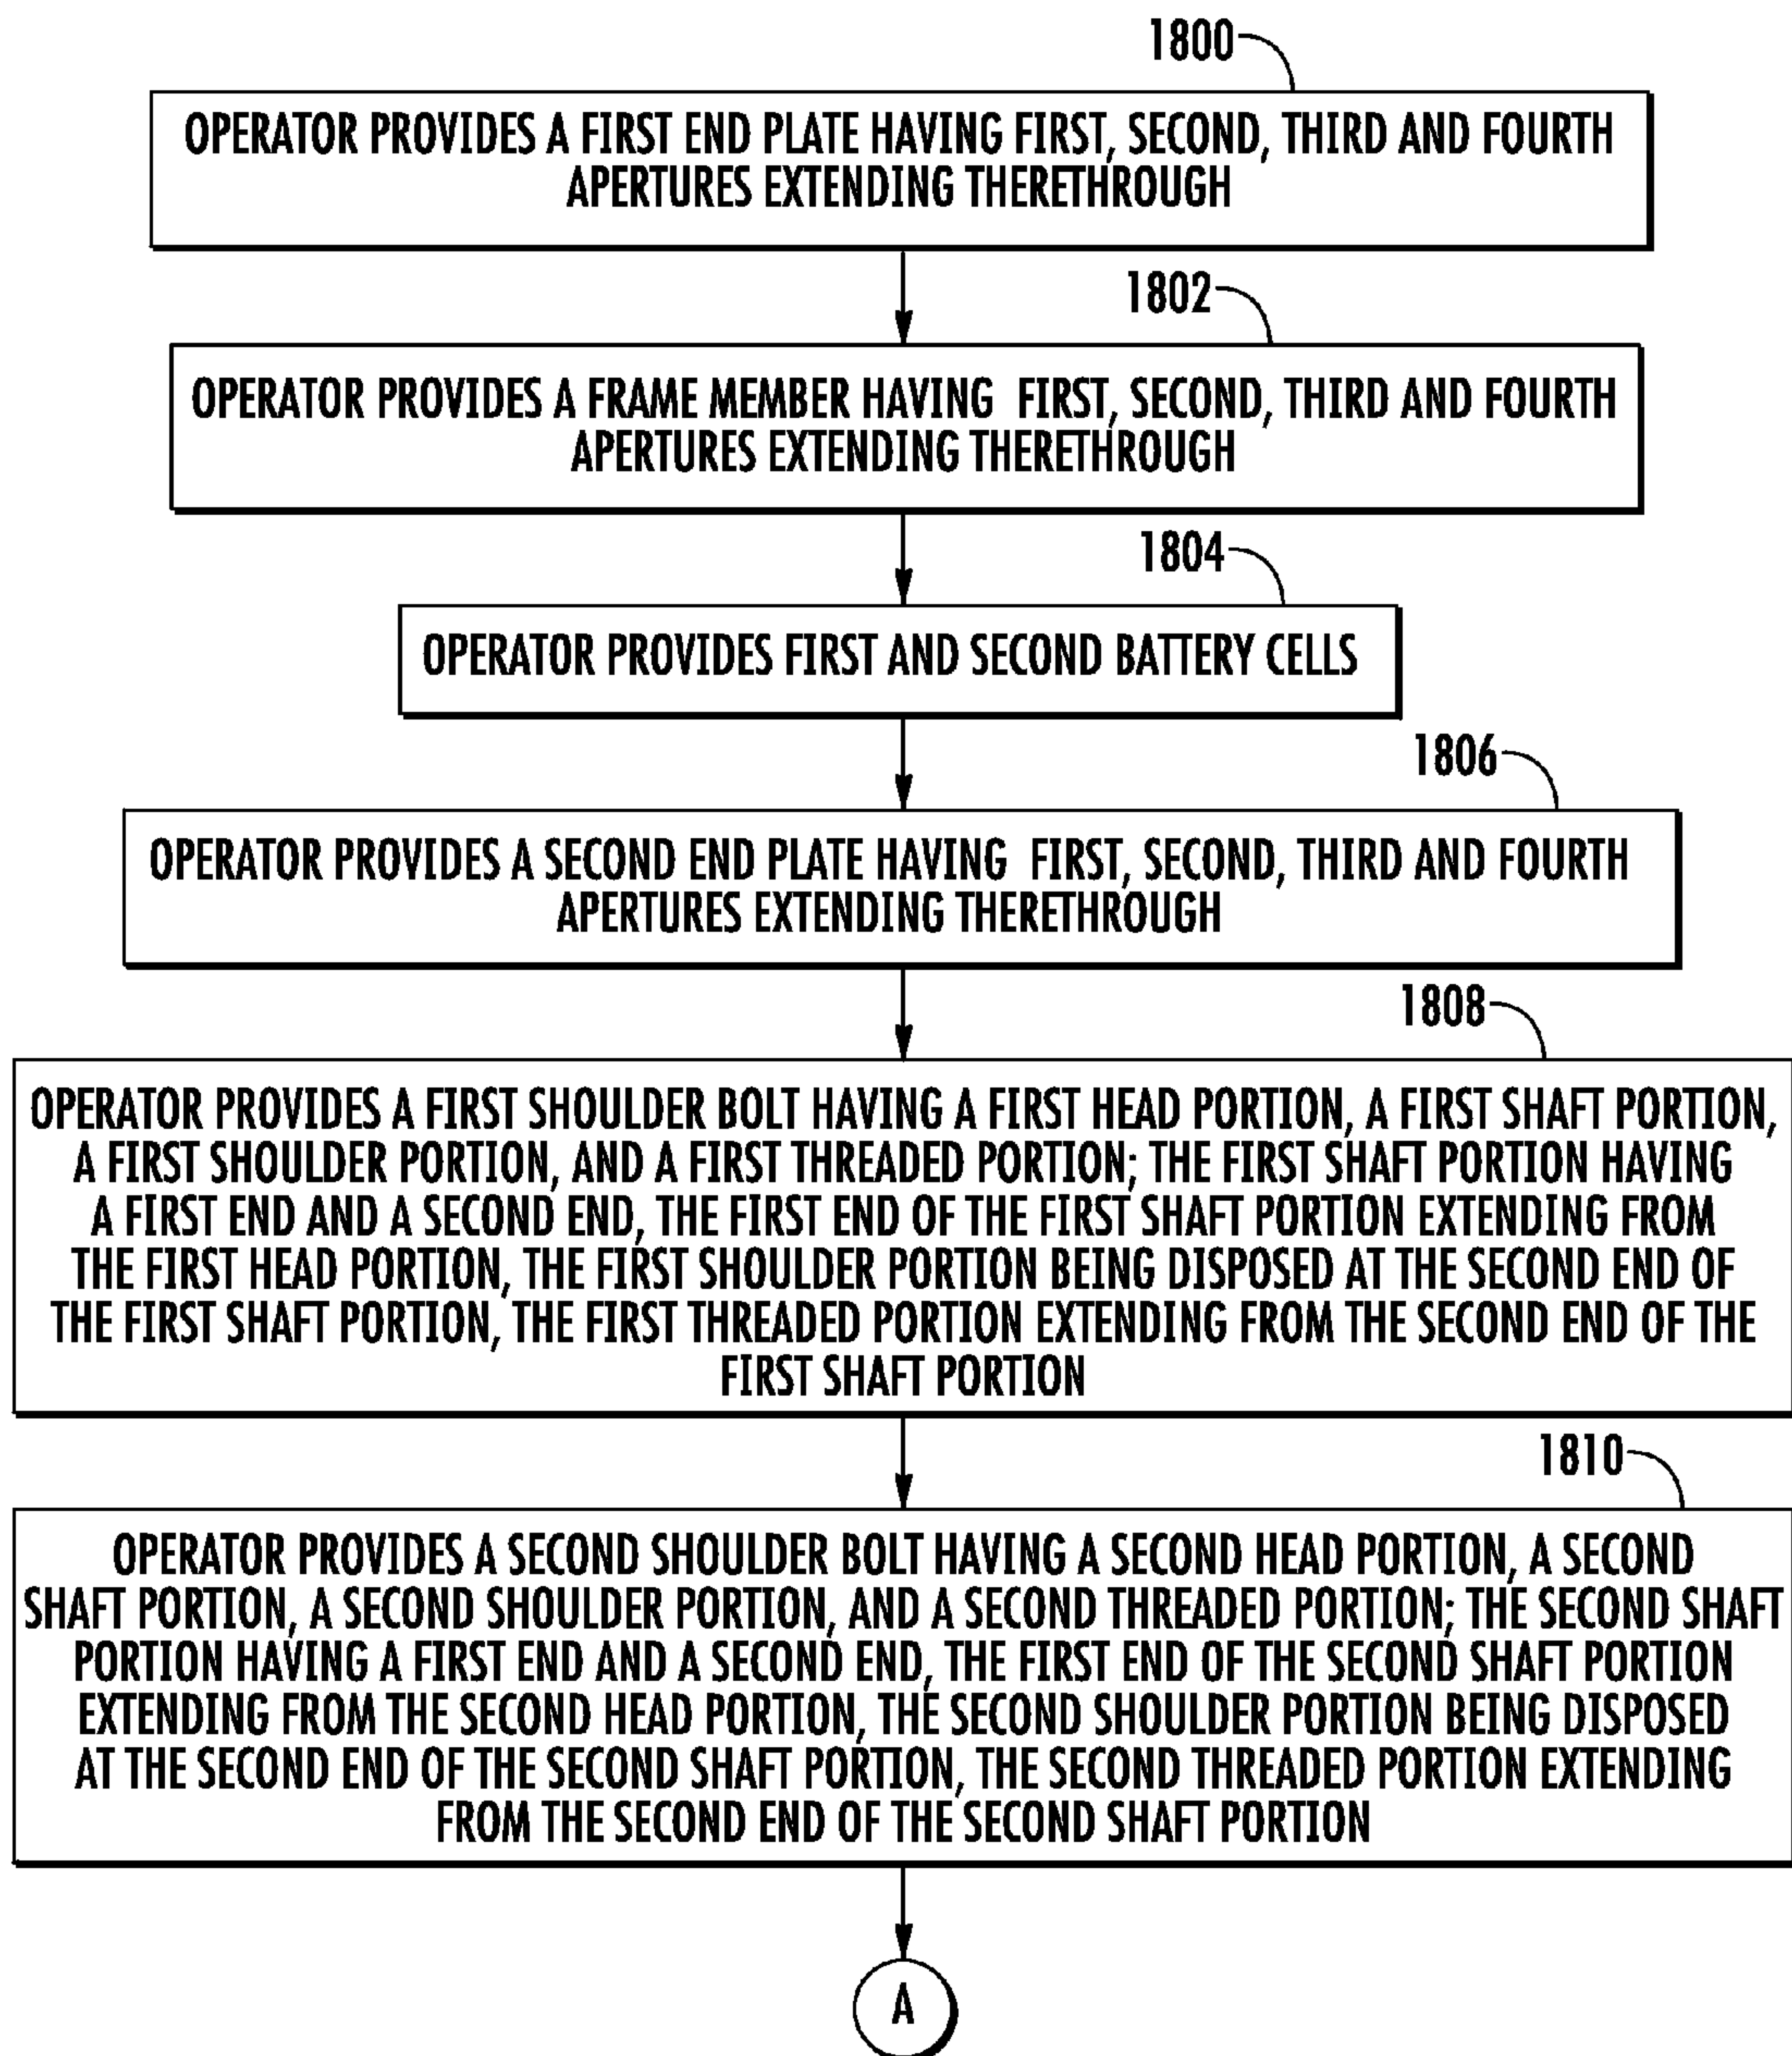 1800
OPERATOR PROVIDES A FIRST END PLATE HAVING FIRST, SECOND, THIRD AND FOURTH
APERTURES EXTENDING THERETHROUGH
1802
OPERATOR PROVIDES A FRAME MEMBER HAVING FIRST, SECOND, THIRD AND FOURTH
APERTURES EXTENDING THERETHROUGH
1804
OPERATOR PROVIDES FIRST AND SECOND BATTERY CELLS
1806
OPERATOR PROVIDES A SECOND END PLATE HAVING FIRST, SECOND, THIRD AND FOURTH
APERTURES EXTENDING THERETHROUGH
1808
OPERATOR PROVIDES A FIRST SHOULDER BOLT HAVING A FIRST HEAD PORTION, A FIRST SHAFT PORTION,
A FIRST SHOULDER PORTION, AND A FIRST THREADED PORTION; THE FIRST SHAFT PORTION HAVING
A FIRST END AND A SECOND END, THE FIRST END OF THE FIRST SHAFT PORTION EXTENDING FROM
THE FIRST HEAD PORTION, THE FIRST SHOULDER PORTION BEING DISPOSED AT THE SECOND END OF
THE FIRST SHAFT PORTION, THE FIRST THREADED PORTION EXTENDING FROM THE SECOND END OF THE
FIRST SHAFT PORTION
1810
OPERATOR PROVIDES A SECOND SHOULDER BOLT HAVING A SECOND HEAD PORTION, A SECOND
SHAFT PORTION, A SECOND SHOULDER PORTION, AND A SECOND THREADED PORTION; THE SECOND SHAFT
PORTION HAVING A FIRST END AND A SECOND END, THE FIRST END OF THE SECOND SHAFT PORTION
EXTENDING FROM THE SECOND HEAD PORTION, THE SECOND SHOULDER PORTION BEING DISPOSED
AT THE SECOND END OF THE SECOND SHAFT PORTION, THE SECOND THREADED PORTION EXTENDING
FROM THE SECOND END OF THE SECOND SHAFT PORTION
A